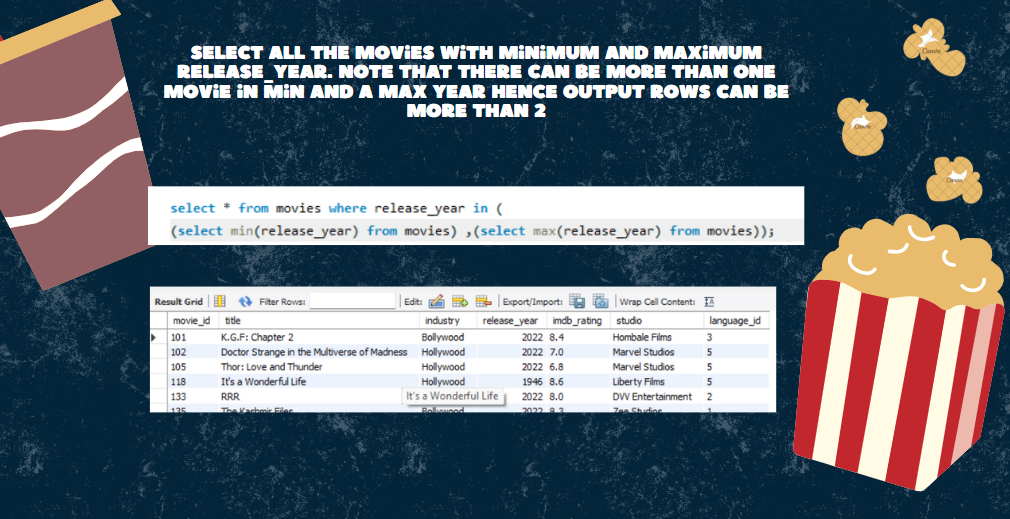 SELECT ALL THE MOViES WiTH MiNiMUM AND MAXiMUM
RELEASE_YEAR. NOTE THAT THERE CAN BE MORE THAN ONE
MOViE iN MiN AND A MAX YEAR HENCE OUTPUT ROWS CAN BE
MORE THAN 2
Canva
Canva
Canva
select * from movies where release_year in (
(select min(release_year) from movies) ,(select max(release_year) from movies));
Result Grid Filter Rows: Edit: Export/Import: Wrap Cell Content: IA
movie_id title industry release_year imdb_rating studio language_id
101 K.G.F: Chapter 2 Bollywood 2022 8.4 Hombale Films 3
102 Doctor Strange in the Multiverse of Madness Hollywood 2022 7.0 Marvel Studios 5
105 Thor: Love and Thunder Hollywood 2022 6.8 Marvel Studios 5
118 It's a Wonderful Life Hollywood 1946 8.6 Liberty Films 5
133 RRR 2022 8.0 DVV Entertainment 2
It's a Wonderful Life
135 The Kashmir Files 2022 8.3 Zee Studios 1